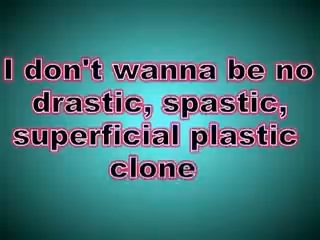 I don't wanna be no
drastic, spastic,
superficial plastic
clone